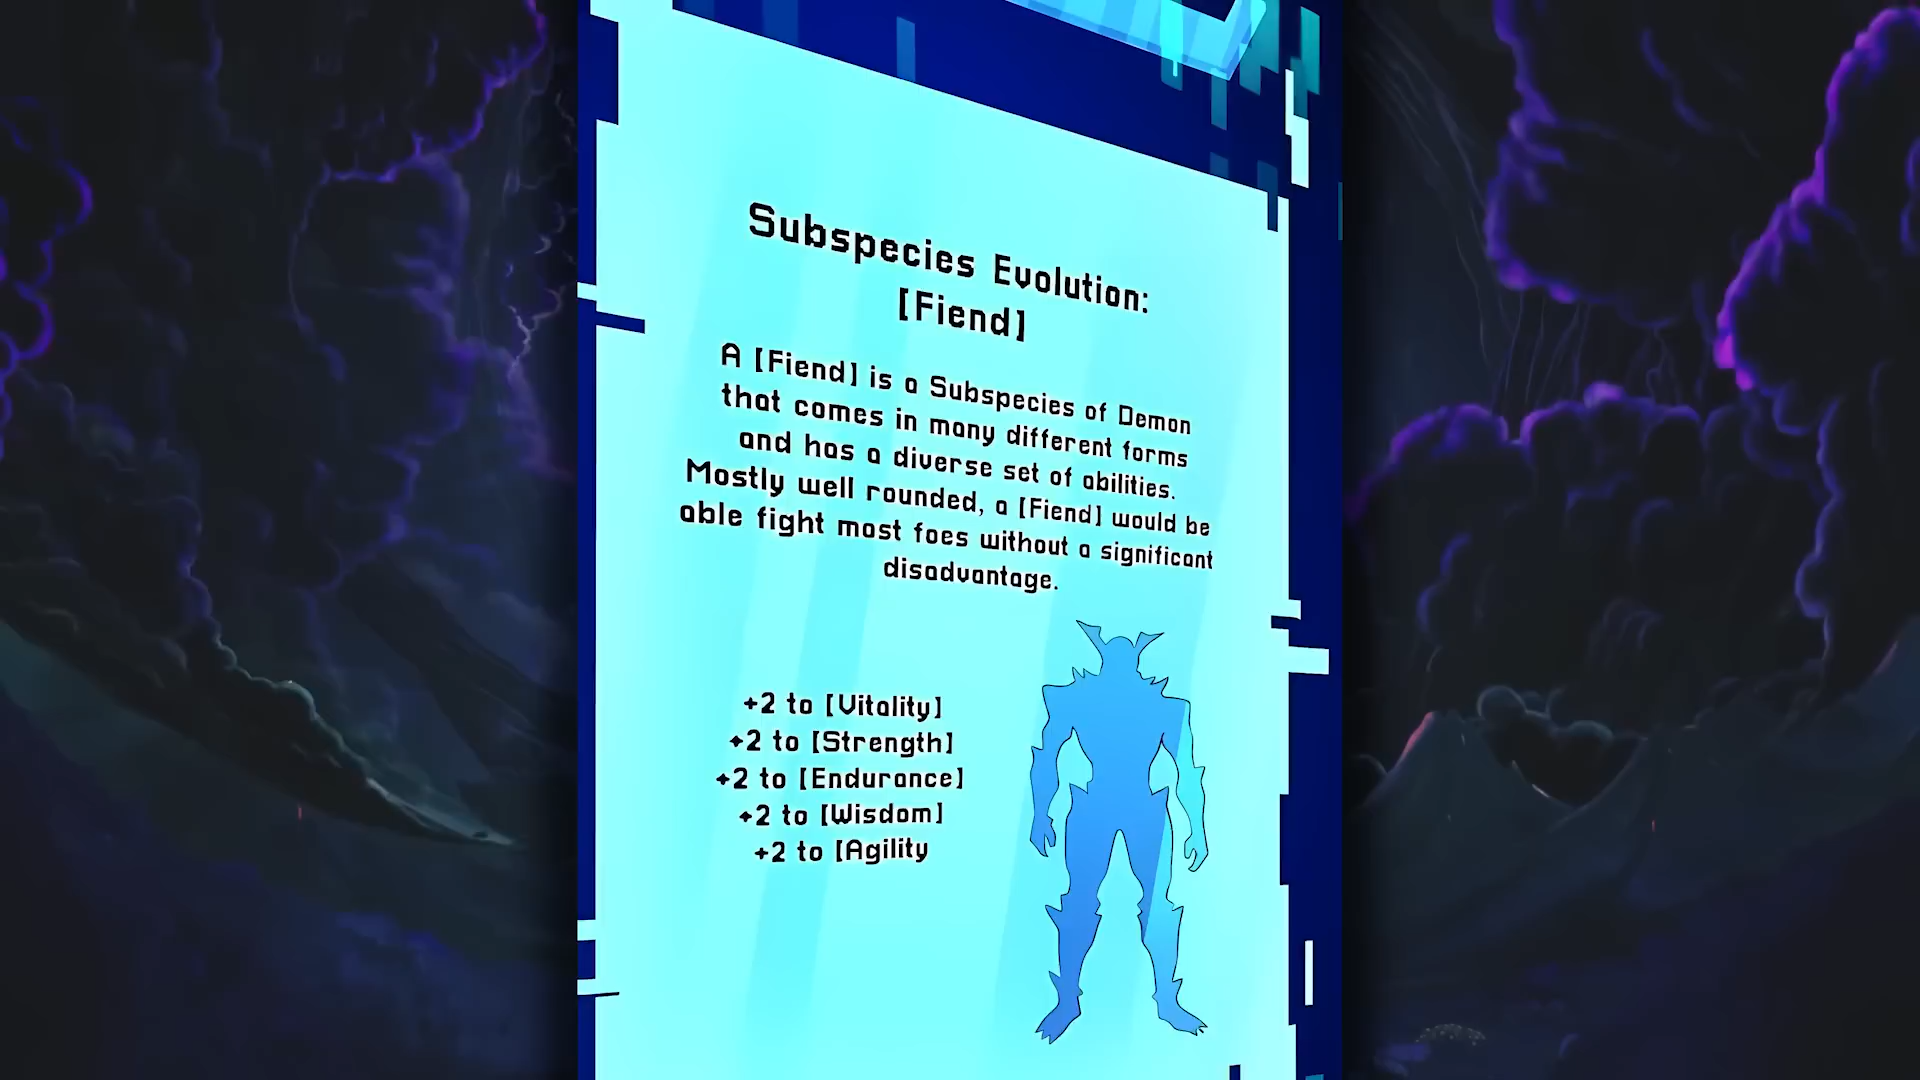 Subspecies Evolution:
[Fiend]
A [Fiend] is a Subspecies of Demon
that comes in many different forms
and has a diverse set of abilities.
Mostly well rounded, a [Fiend] would be
able fight most foes without a significant
disadvantage.
+2 to [Vitality]
+2 to [Strength]
+2 to [Endurance]
+2 to [Wisdom]
+2 to [Agility